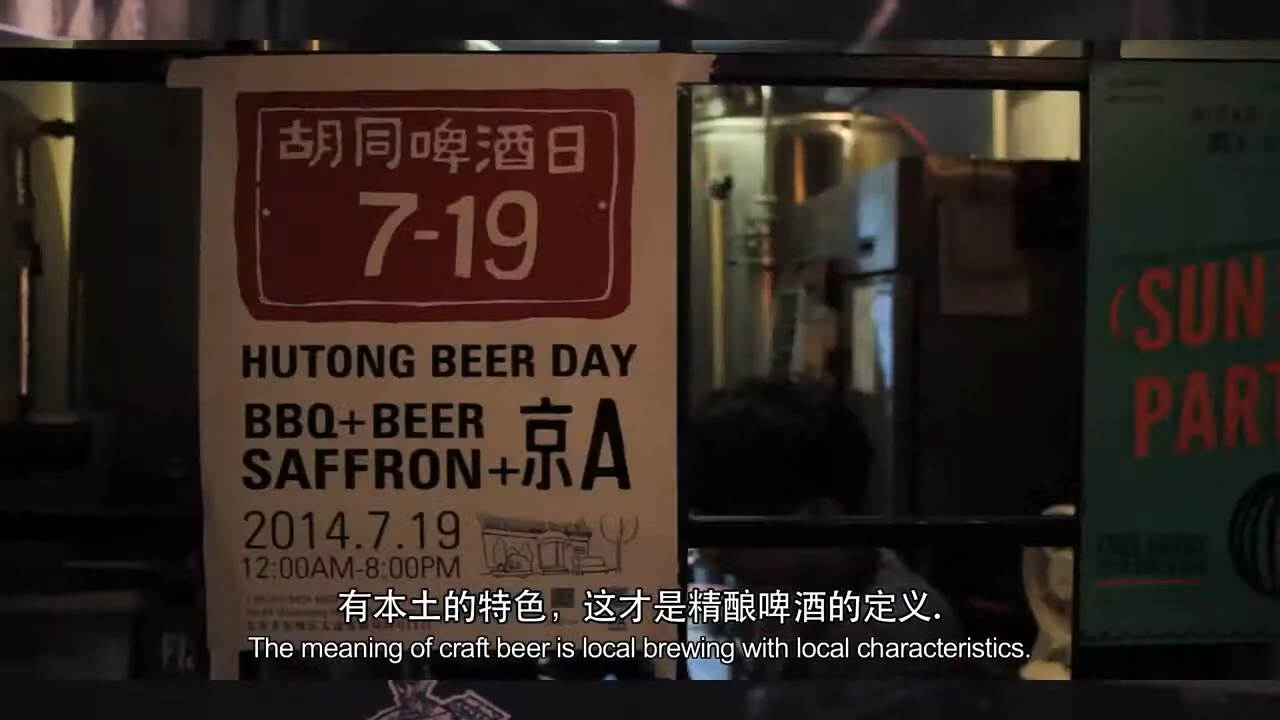 胡同啤酒日
7-19
HUTONG BEER DAY
BBQ+BEER
SAFFRON+京A
2014.7.19
12:00AM-8:00PM
(SUN
PART
有本土的特色，这才是精酿啤酒的定义.
The meaning of craft beer is local brewing with local characteristics.